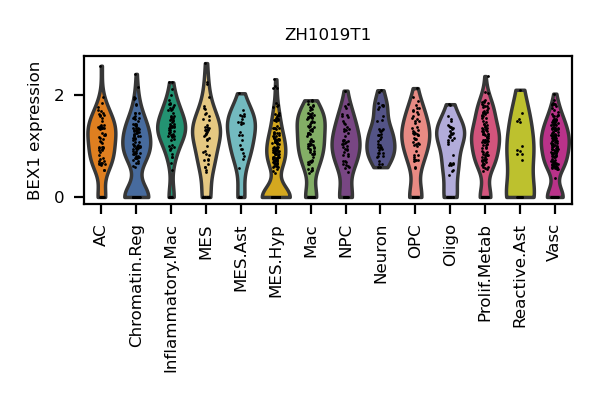 ZH1019T1
BEX1 expression
2
0
AC
Chromatin.Reg
Inflammatory.Mac
MES
MES.Ast
MES.Hyp
Mac
NPC
Neuron
OPC
Oligo
Prolif.Metab
Reactive.Ast
Vasc